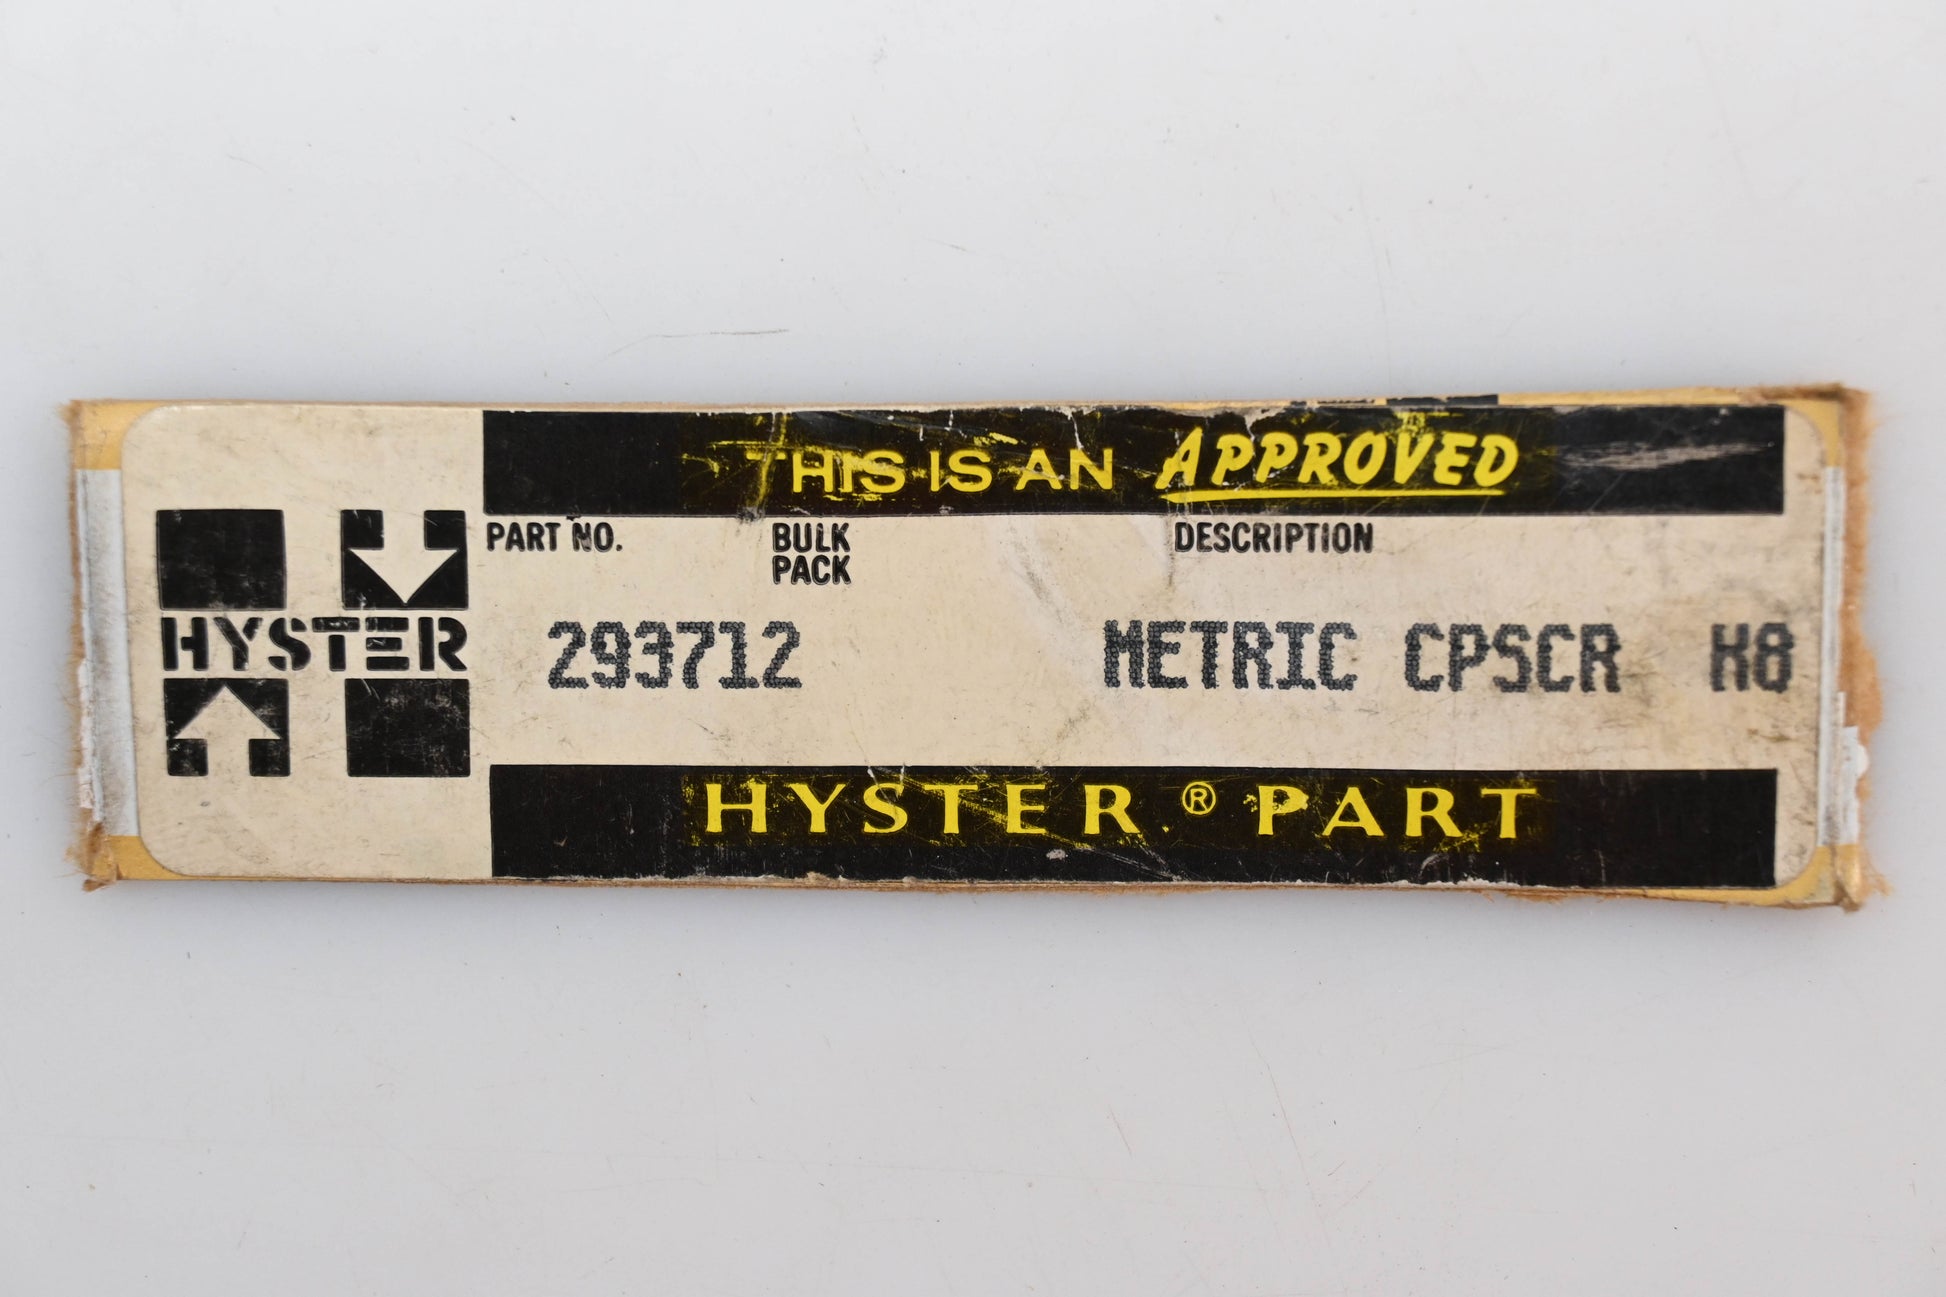 THIS IS AN APPROVED
PART NO. BULK PACK DESCRIPTION
HYSTER
293712 METRIC CPSCR H8
HYSTER ® PART